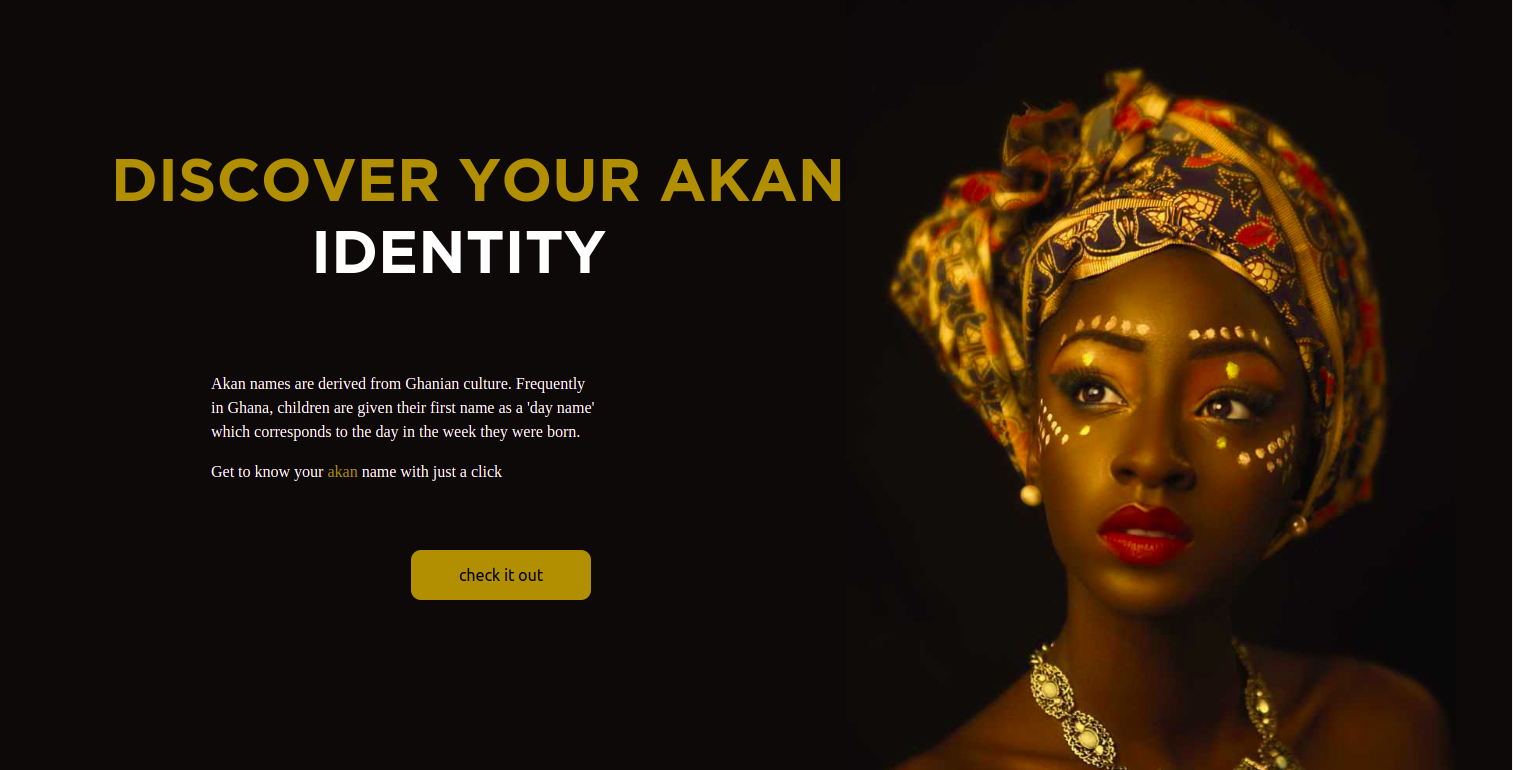 DISCOVER YOUR AKAN
IDENTITY
Akan names are derived from Ghanian culture. Frequently
in Ghana, children are given their first name as a 'day name'
which corresponds to the day in the week they were born.
Get to know your akan name with just a click
check it out